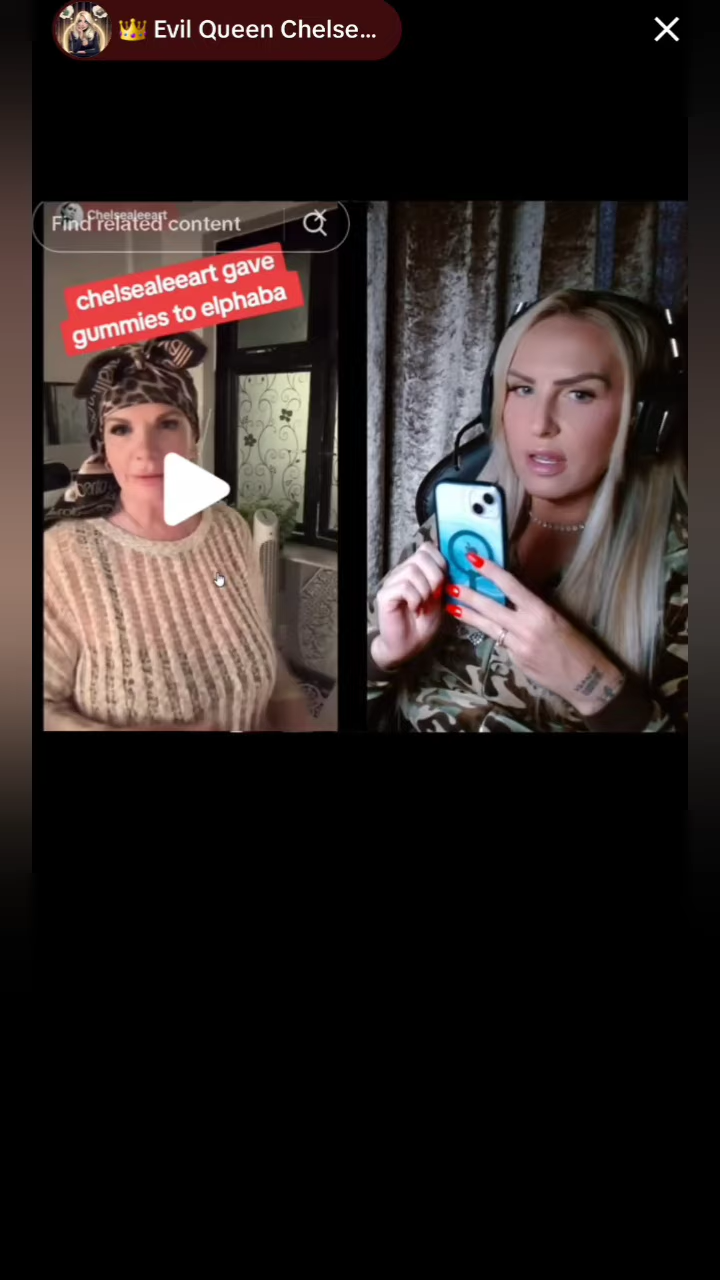 👑 Evil Queen Chelse...
Chelsealeeart
Find related content
chelsealeeart gave
gummies to elphaba